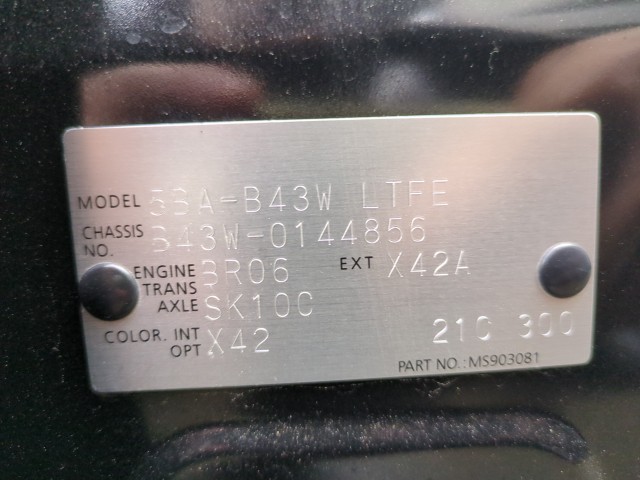 MODEL 5BA-B43W LTFE
CHASSIS NO. B43W-0144856
ENGINE BR06 EXT X42A
TRANS AXLE SK10C
COLOR. INT OPT X42 21C 300
PART NO.: MS903081